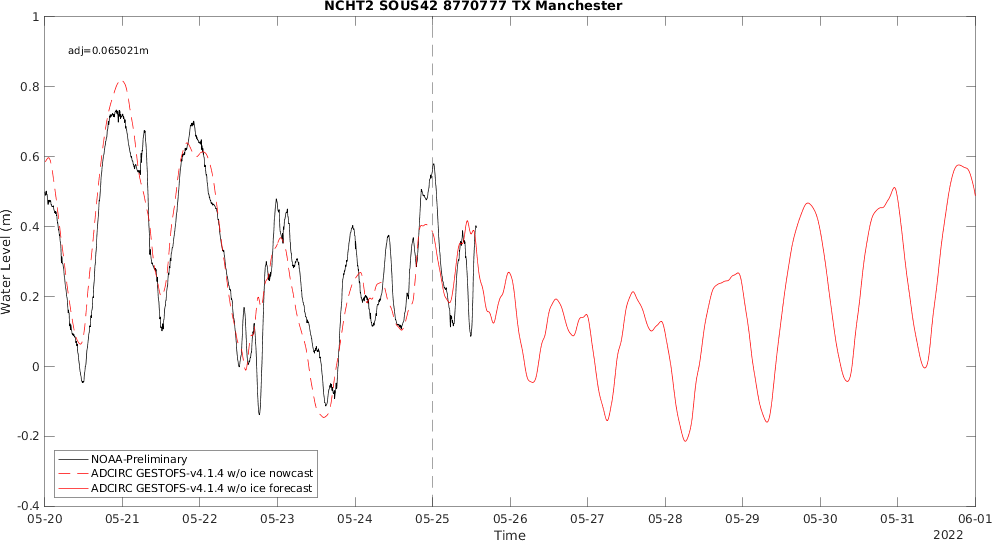 NCHT2 SOUS42 8770777 TX Manchester
adj=0.065021m
Water Level (m)
1
0.8
0.6
0.4
0.2
0
-0.2
-0.4
NOAA-Preliminary
ADCIRC GESTOFS-v4.1.4 w/o ice nowcast
ADCIRC GESTOFS-v4.1.4 w/o ice forecast
05-20 05-21 05-22 05-23 05-24 05-25 05-26 05-27 05-28 05-29 05-30 05-31 06-01
Time
2022